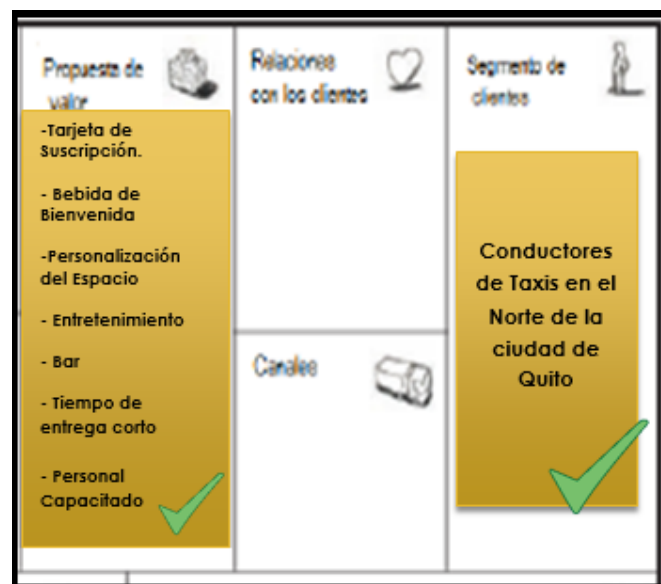 Propuesta de
valor
-Tarjeta de
Suscripción.
- Bebida de
Bienvenida
-Personalización
del Espacio
- Entretenimiento
- Bar
- Tiempo de
entrega corto
- Personal
Capacitado
Relaciones
con los clientes
Canales
Segmento de
clientes
Conductores
de Taxis en el
Norte de la
ciudad de
Quito